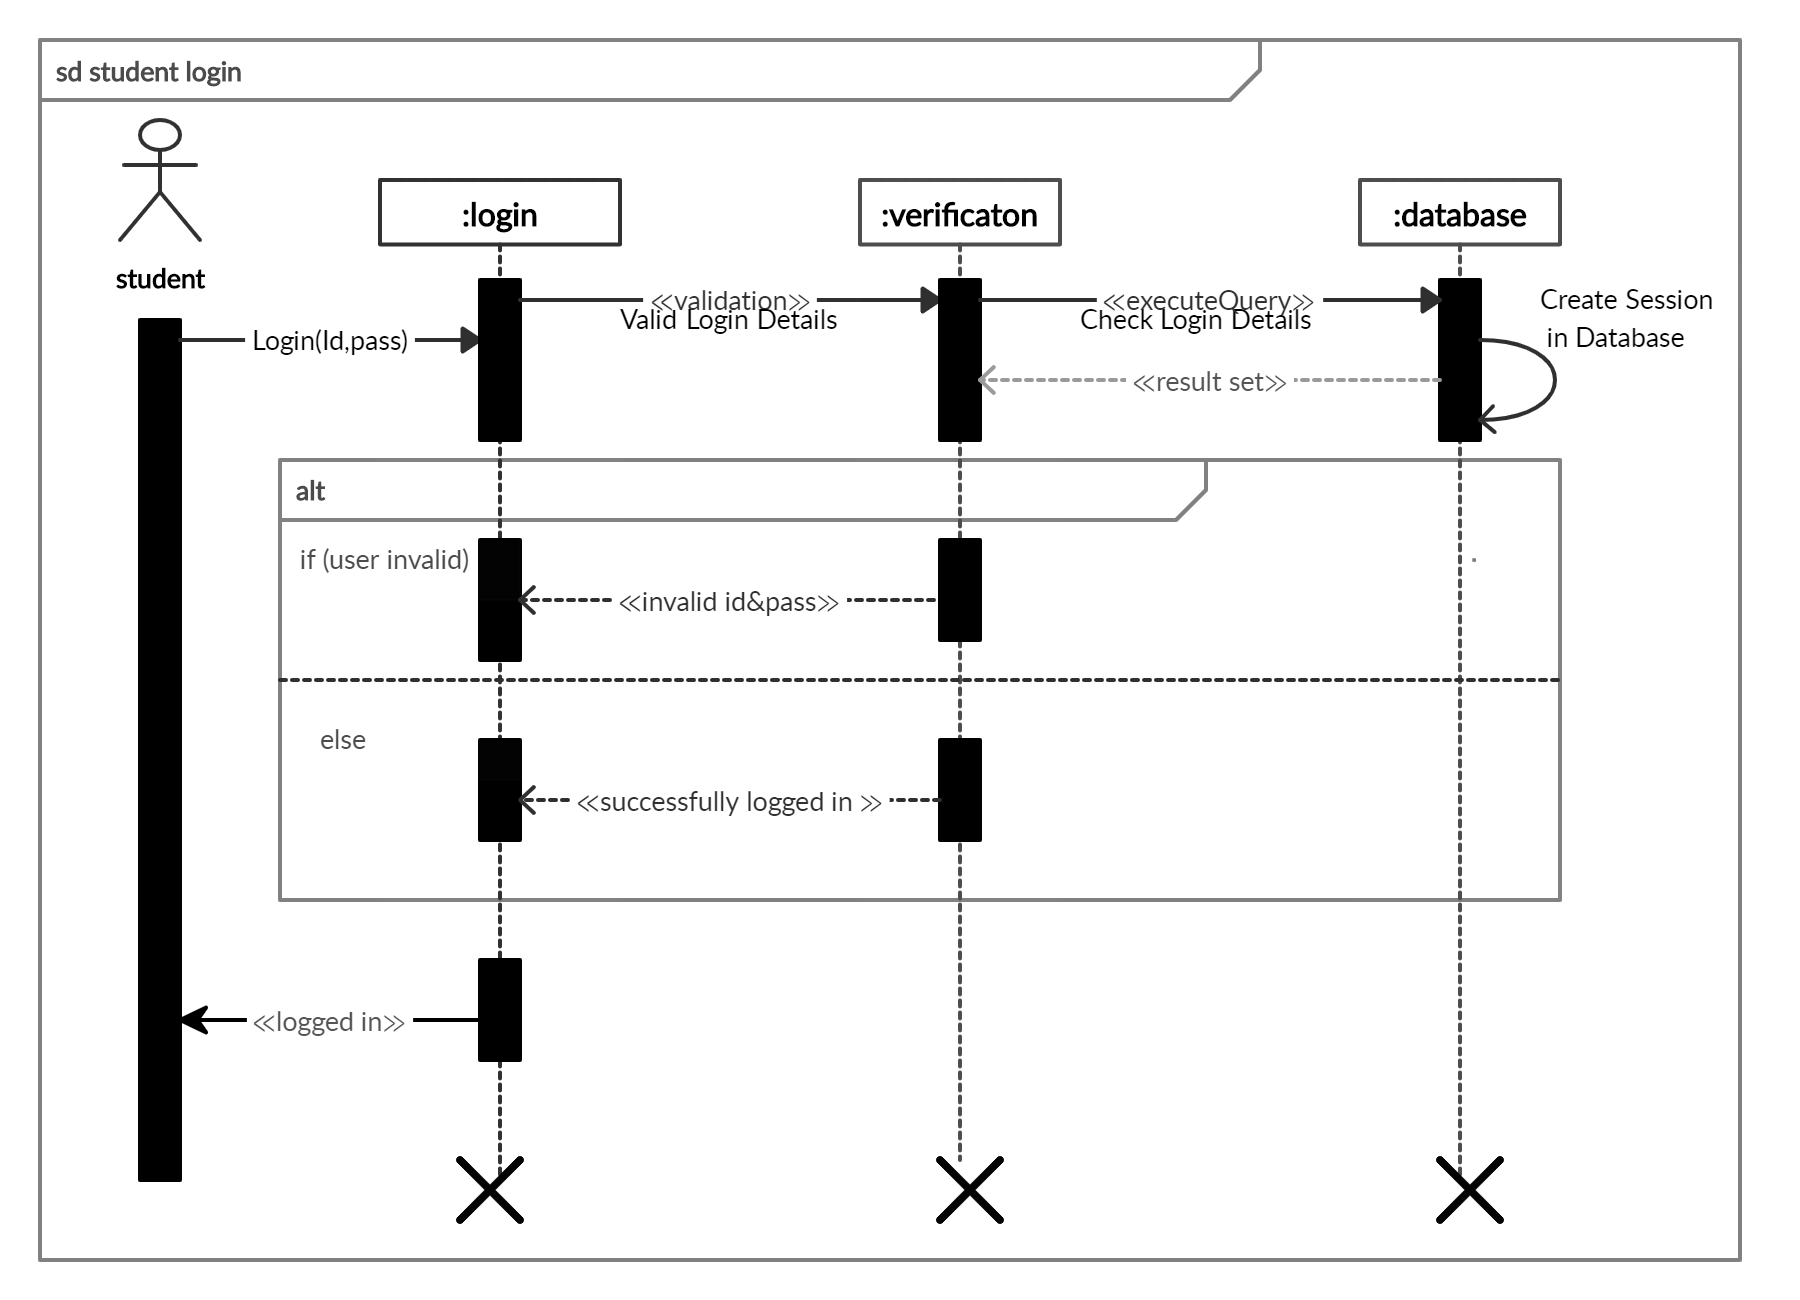 sd student login
student
:login
:verificaton
:database
Login(Id,pass)
<<validation>>
Valid Login Details
<<executeQuery>>
Check Login Details
Create Session
in Database
<<result set>>
alt
if (user invalid)
<<invalid id&pass>>
else
<<successfully logged in >>
<<logged in>>